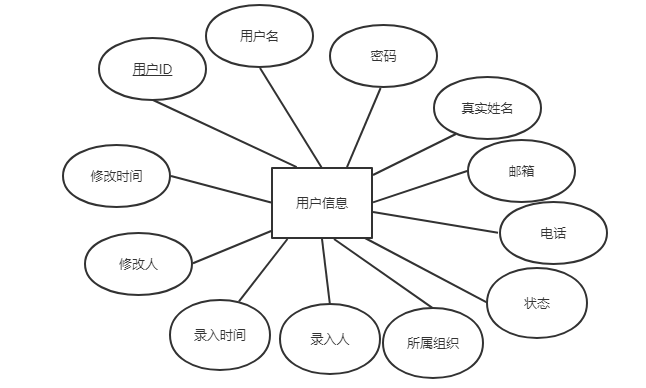 用户名
密码
用户ID
真实姓名
邮箱
修改时间
用户信息
电话
修改人
状态
录入时间
录入人
所属组织